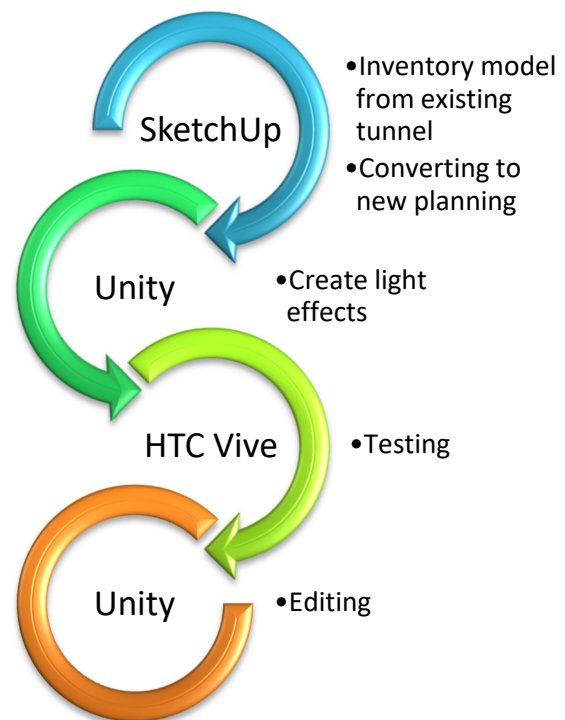 SketchUp
•Inventory model
from existing
tunnel
•Converting to
new planning
Unity
•Create light
effects
HTC Vive
•Testing
Unity
•Editing